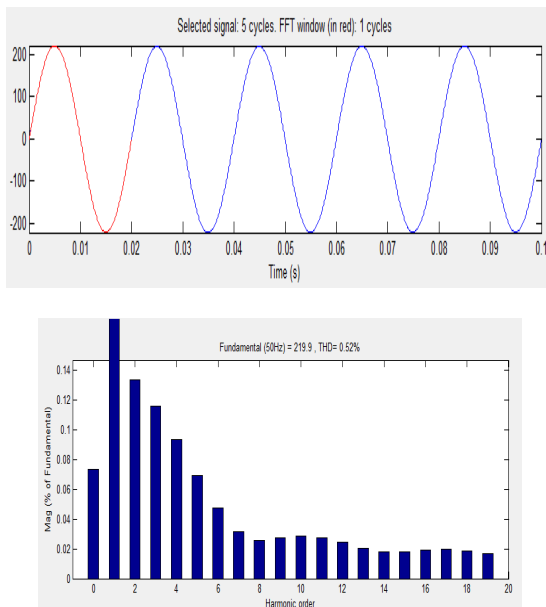 Selected signal: 5 cycles. FFT window (in red): 1 cycles
200
100
0
-100
-200
0 0.01 0.02 0.03 0.04 0.05 0.06 0.07 0.08 0.09 0.1
Time (s)
Fundamental (50Hz) = 219.9 , THD= 0.52%
Mag (% of Fundamental)
0.14
0.12
0.1
0.08
0.06
0.04
0.02
0
0 2 4 6 8 10 12 14 16 18 20
Harmonic order